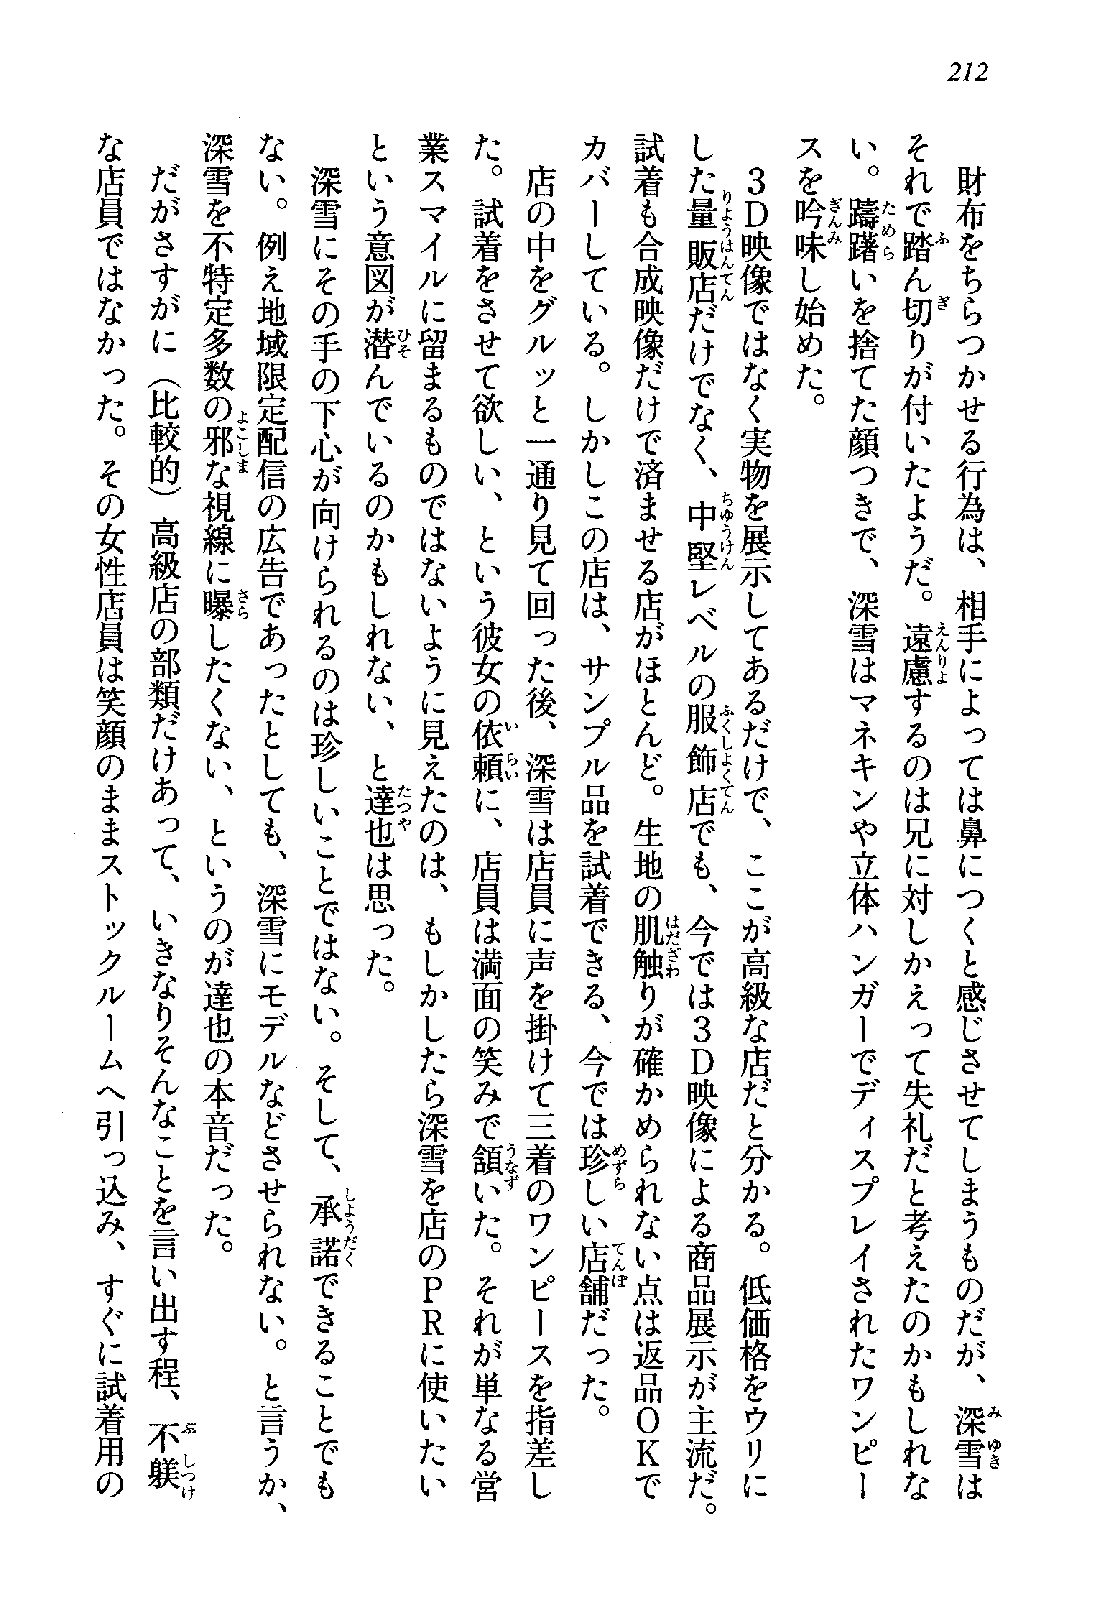 212
　財布をちらつかせる行為は、相手によっては鼻につくと感じさせてしまうものだが、深雪は
それで踏ん切りが付いたようだ。遠慮するのは兄に対しかえって失礼だと考えたのかもしれな
い。躊躇いを捨てた顔つきで、深雪はマネキンや立体ハンガーでディスプレイされたワンピー
スを吟味し始めた。
　３Ｄ映像ではなく実物を展示してあるだけで、ここが高級な店だと分かる。低価格をウリに
した量販店だけでなく、中堅レベルの服飾店でも、今では３Ｄ映像による商品展示が主流だ。
試着も合成映像だけで済ませる店がほとんど。生地の肌触りが確かめられない点は返品ＯＫで
カバーしている。しかしこの店は、サンプル品を試着できる、今では珍しい店舗だった。
　店の中をグルッと一通り見て回った後、深雪は店員に声を掛けて三着のワンピースを指差し
た。試着をさせて欲しい、という彼女の依頼に、店員は満面の笑みで頷いた。それが単なる営
業スマイルに留まるものではないように見えたのは、もしかしたら深雪を店のＰＲに使いたい
という意図が潜んでいるのかもしれない、と達也は思った。
　深雪にその手の下心が向けられるのは珍しいことではない。そして、承諾できることでも
ない。例え地域限定配信の広告であったとしても、深雪にモデルなどさせられない。と言うか、
深雪を不特定多数の邪な視線に曝したくない、というのが達也の本音だった。
　だがさすがに（比較的）高級店の部類だけあって、いきなりそんなことを言い出す程、不躾
な店員ではなかった。その女性店員は笑顔のままストックルームへ引っ込み、すぐに試着用の